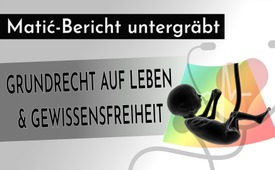 Matić-Bericht untergräbt
GRUNDRECHT AUF LEBEN
& GEWISSENSFREIHEIT